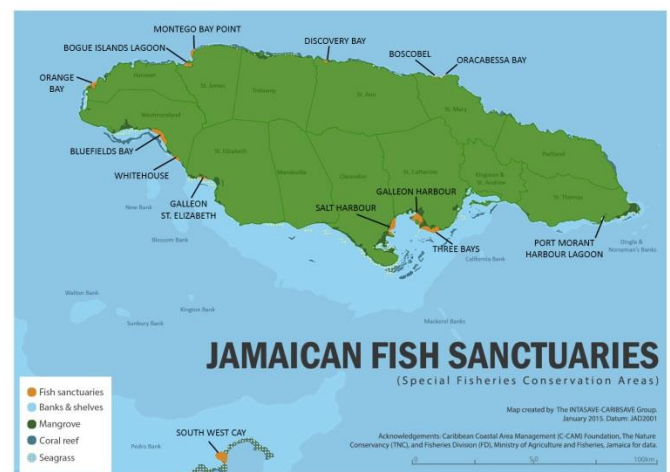 MONTEGO BAY POINT
BOGUE ISLANDS LAGOON
DISCOVERY BAY
BOSCOBEL
ORACABESSA BAY
ORANGE
BAY
Hanover
St. James
Trelawny
St. Ann
St. Mary
Westmoreland
St. Elizabeth
Manchester
Clarendon
St. Catherine
Kingston &
St. Andrew
Portland
St. Thomas
BLUEFIELDS BAY
WHITEHOUSE
GALLEON
ST. ELIZABETH
SALT HARBOUR
GALLEON HARBOUR
THREE BAYS
PORT MORANT
HARBOUR LAGOON
New Bank
Blossom Bank
California Bank
Dingle &
Norseman's Banks
Walton Bank
Kington Bank
Sunbury Bank
Mackerel Banks
JAMAICAN FISH SANCTUARIES
(Special Fisheries Conservation Areas)
Fish sanctuaries
Banks & shelves
Mangrove
Coral reef
Seagrass
Pedro Bank
SOUTH WEST CAY
Map created by The INTASAVE-CARIBSAVE Group.
January 2015. Datum: JAD2001
Acknowledgements: Caribbean Coastal Area Management (C-CAM) Foundation, The Nature
Conservancy (TNC), and Fisheries Division (FD), Ministry of Agriculture and Fisheries, Jamaica for data.
0 50 100km